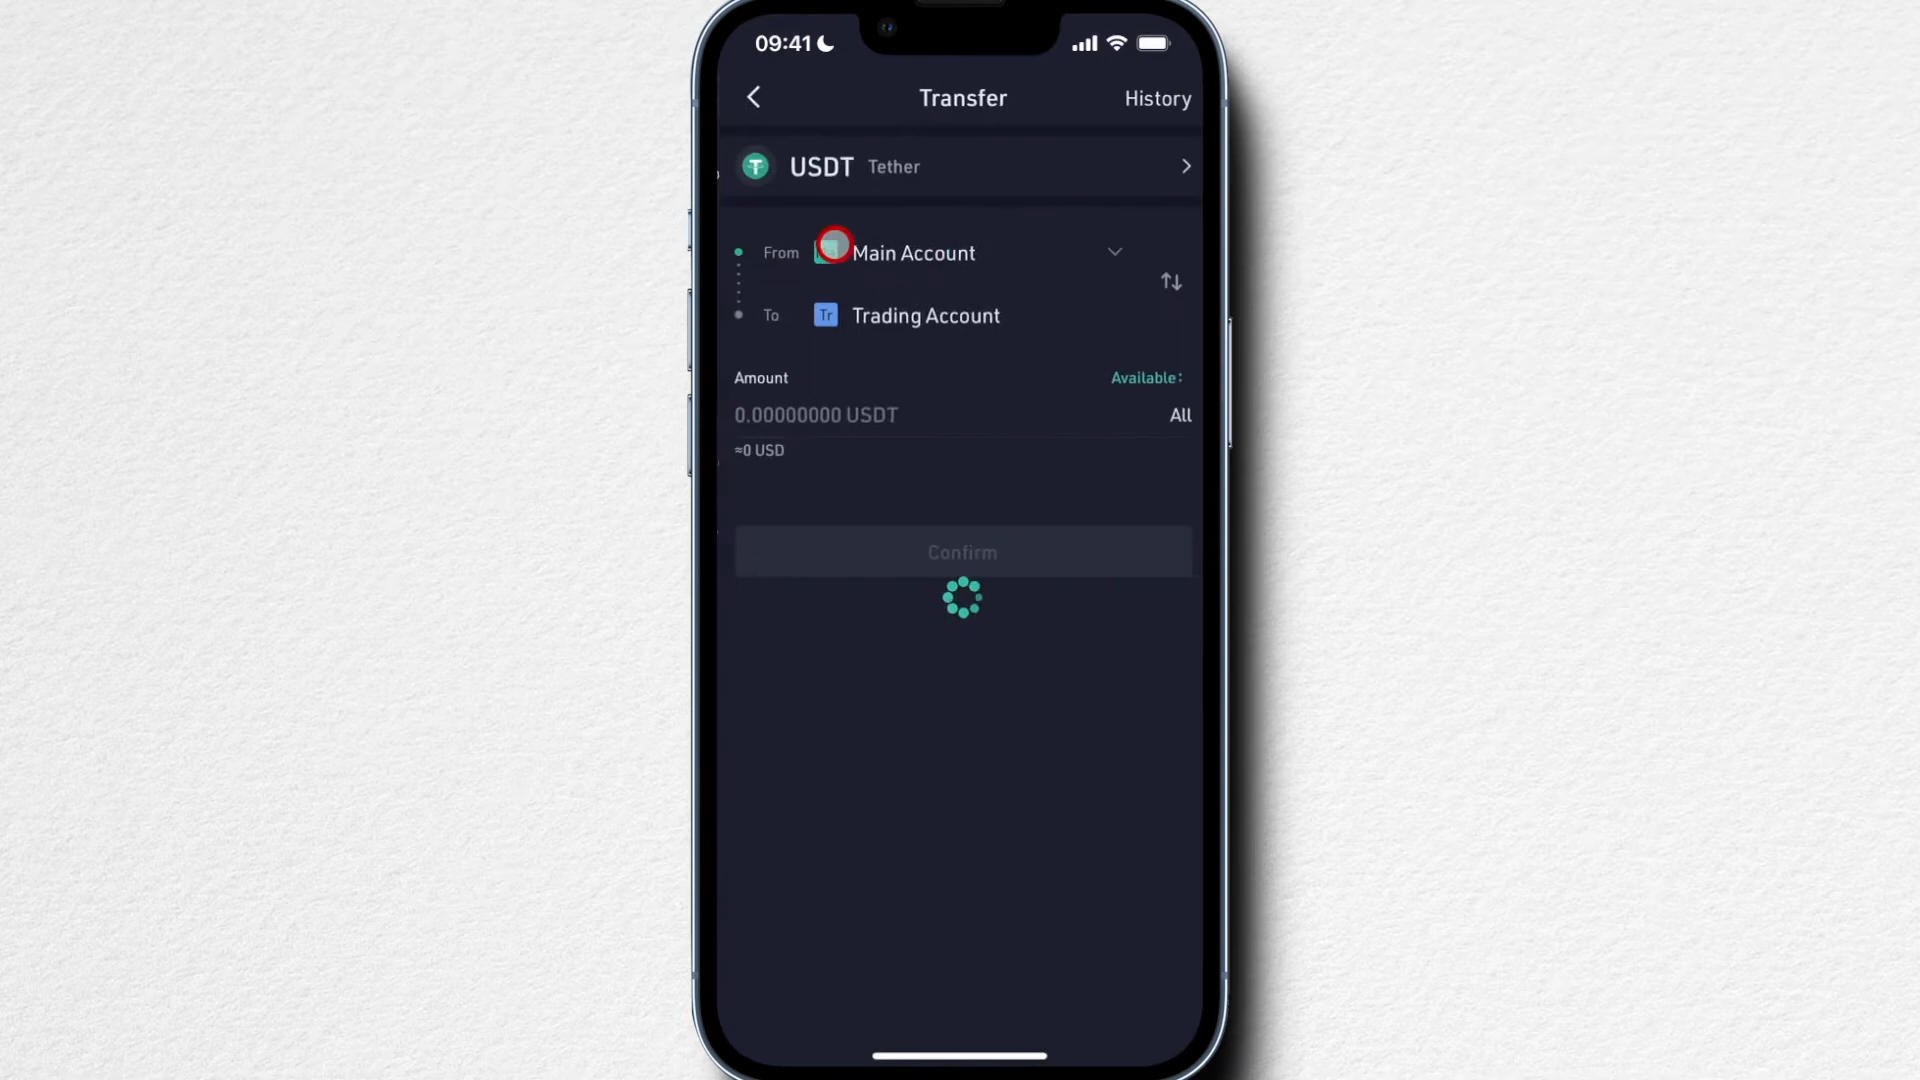 09:41
Transfer
History
USDT Tether
From Main Account
To Tr Trading Account
Amount
Available:
0.00000000 USDT
All
≈0 USD
Confirm